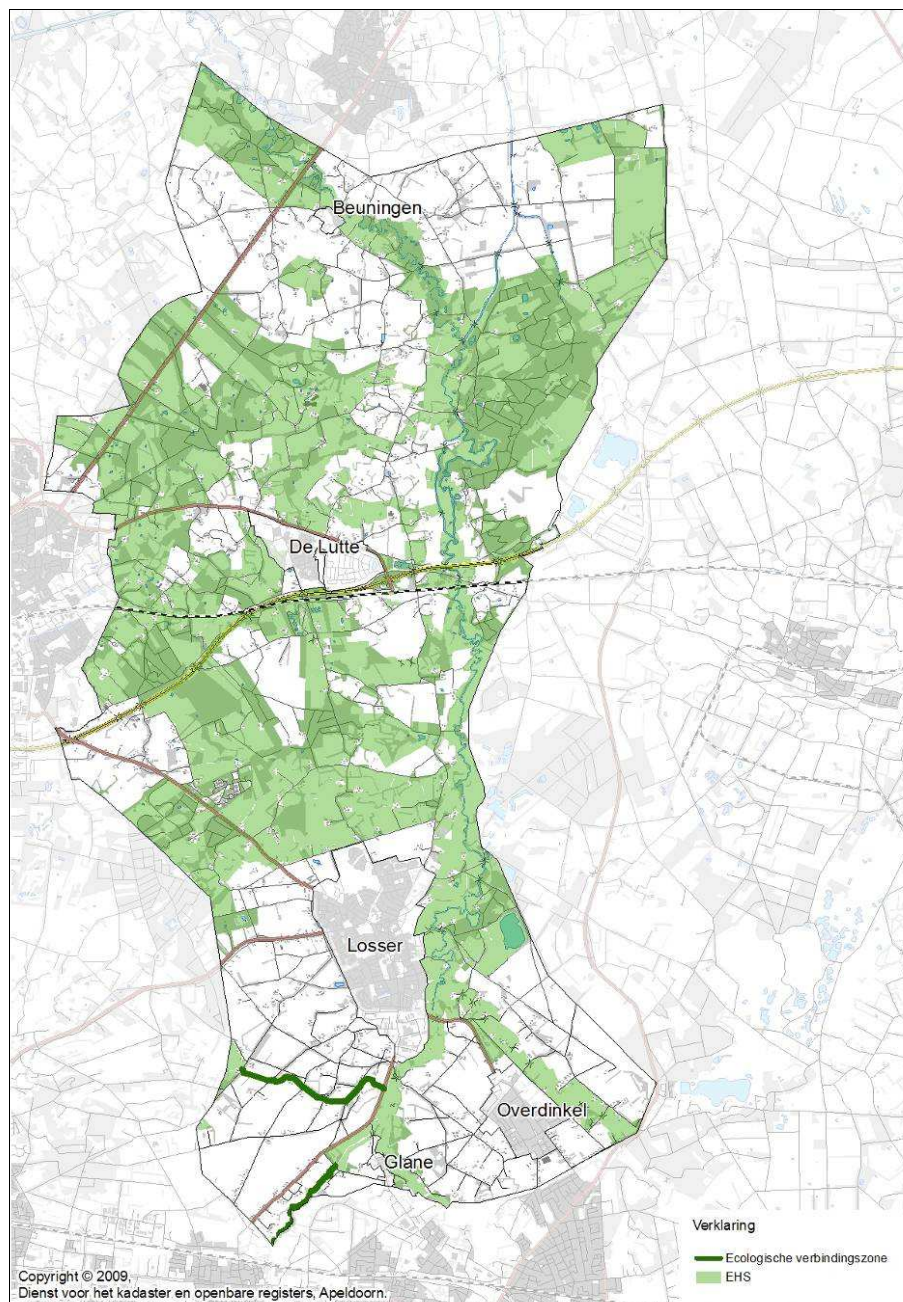 Beuningen
De Lutte
Losser
Overdinkel
Glane
Verklaring
Ecologische verbindingszone
EHS
Copyright © 2009,
Dienst voor het kadaster en openbare registers, Apeldoorn.